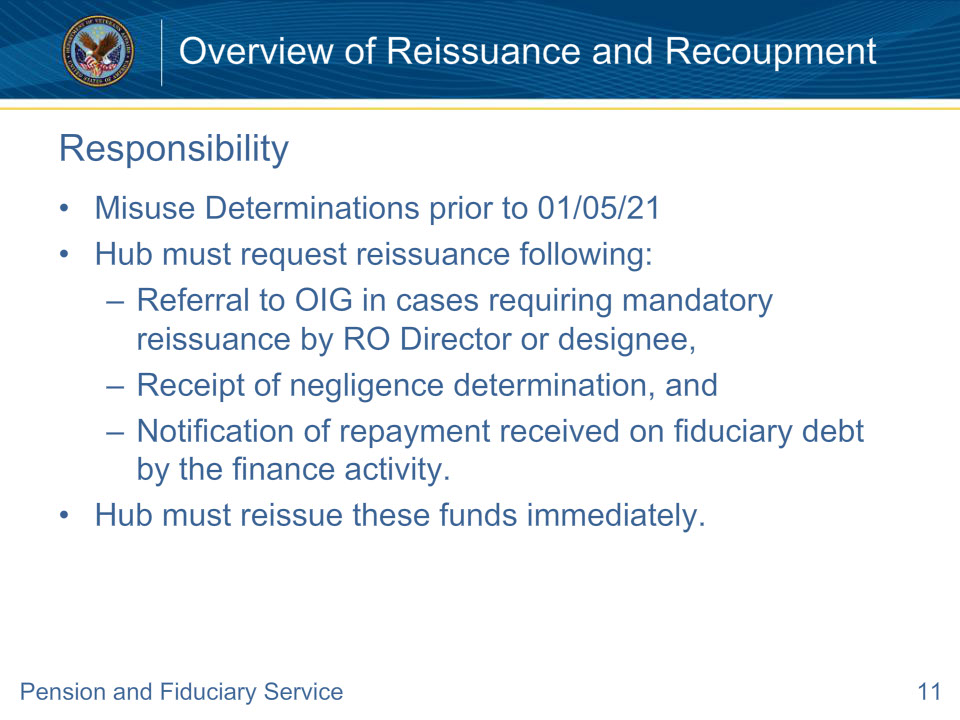 Overview of Reissuance and Recoupment
Responsibility
• Misuse Determinations prior to 01/05/21
• Hub must request reissuance following:
– Referral to OIG in cases requiring mandatory
reissuance by RO Director or designee,
– Receipt of negligence determination, and
– Notification of repayment received on fiduciary debt
by the finance activity.
• Hub must reissue these funds immediately.
Pension and Fiduciary Service
11